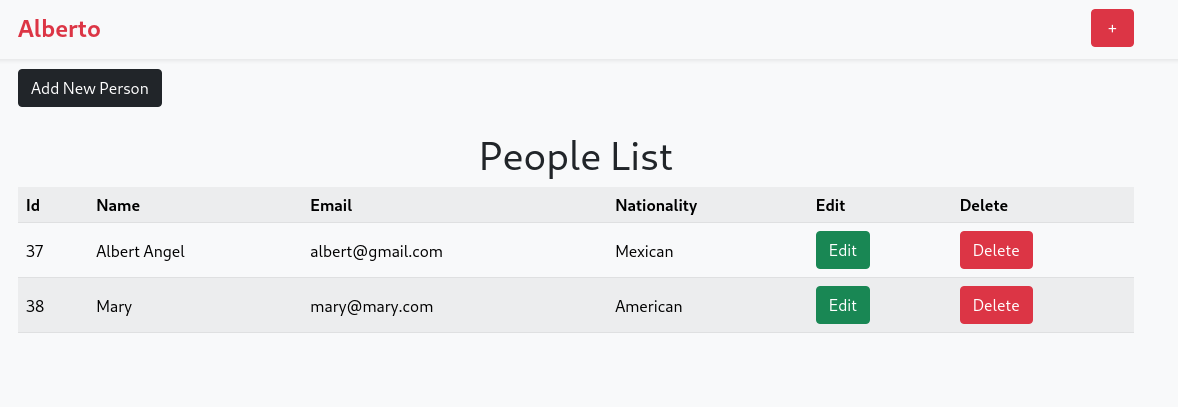 Alberto +
Add New Person
People List
Id Name Email Nationality Edit Delete
37 Albert Angel albert@gmail.com Mexican Edit Delete
38 Mary mary@mary.com American Edit Delete